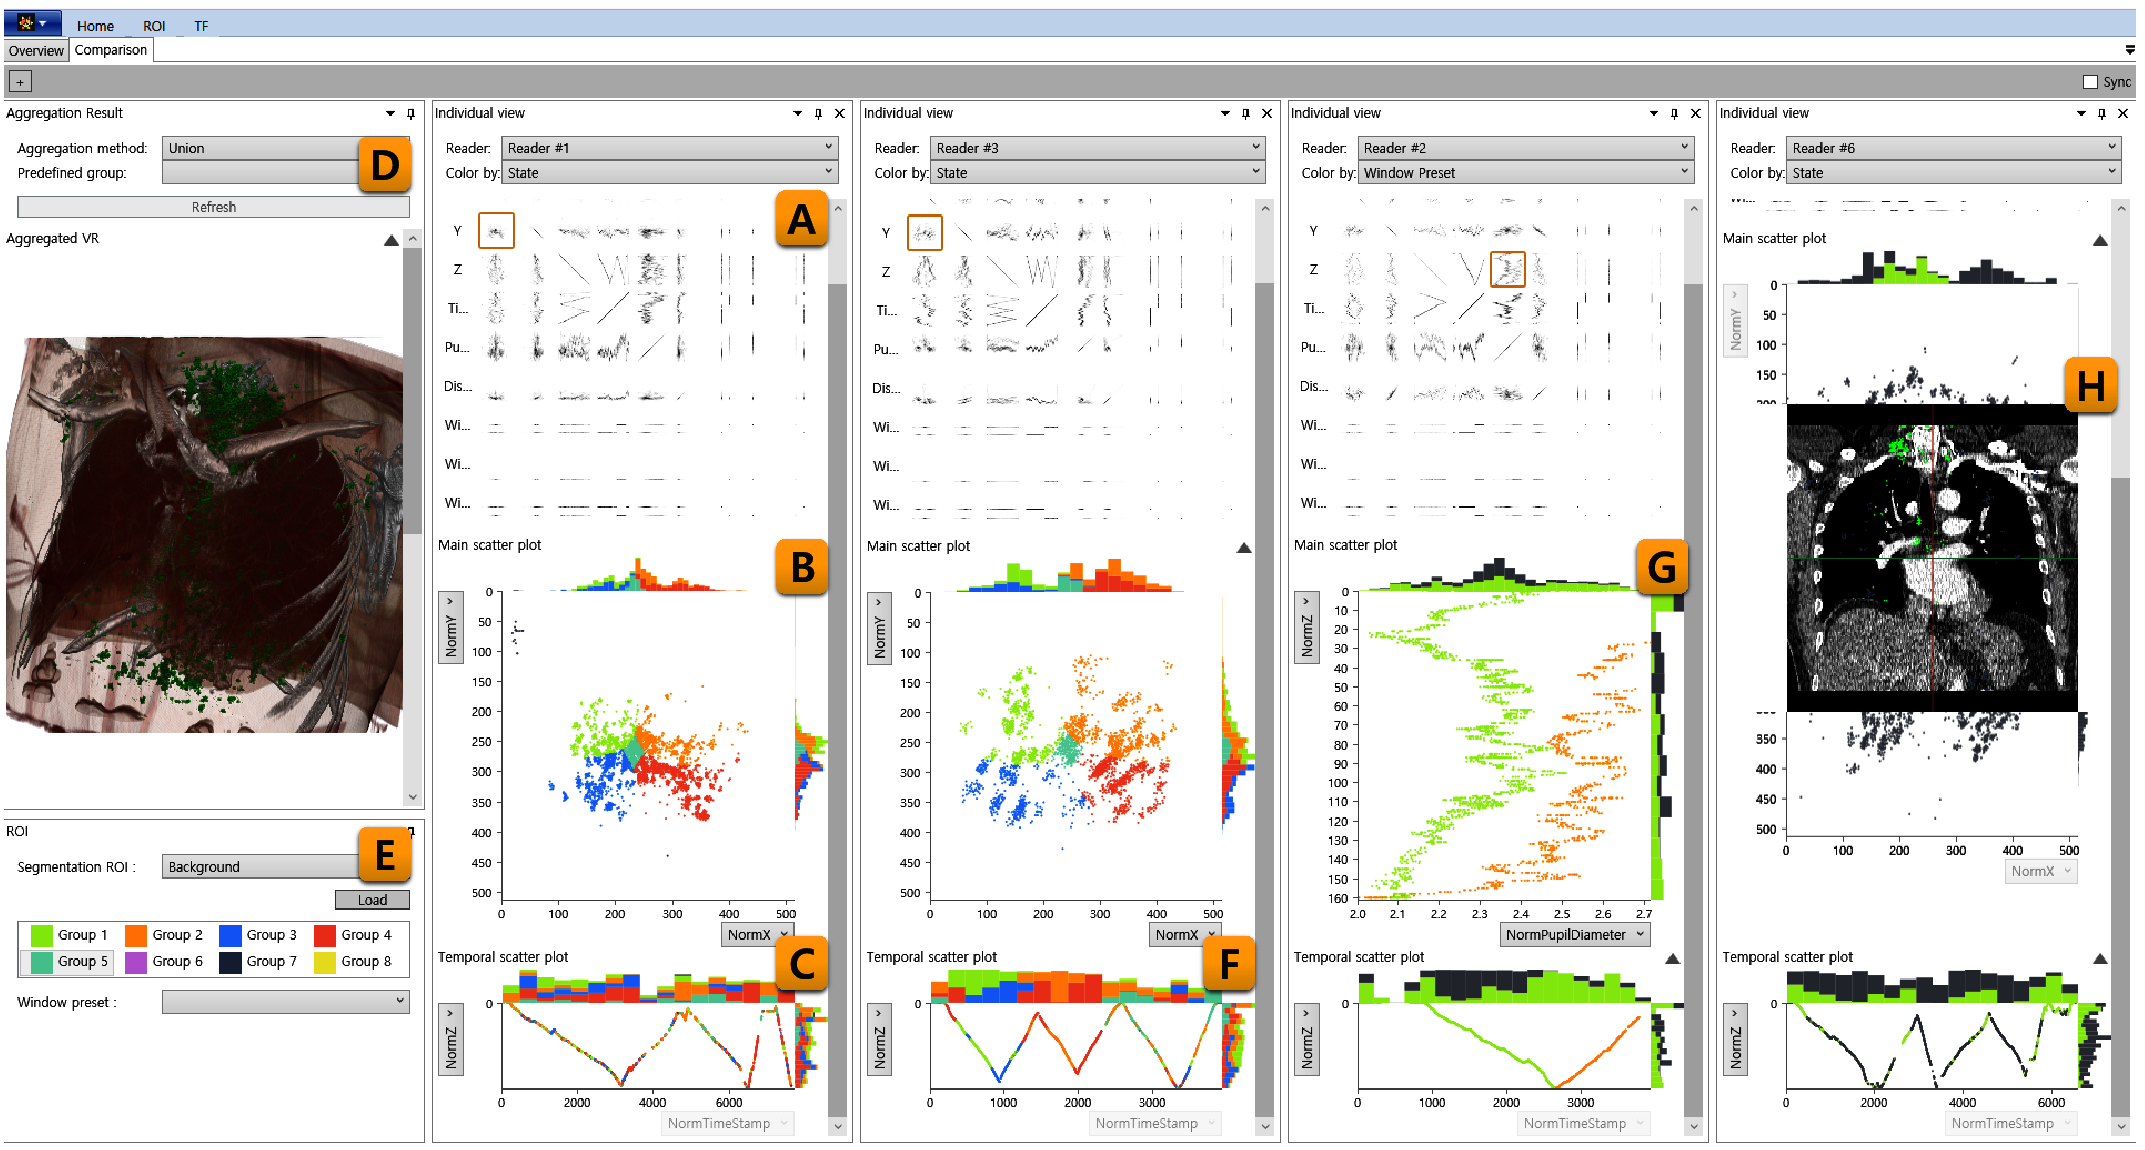 Home ROI TF
Overview Comparison
+ Sync
Aggregation Result
Aggregation method: Union
Predefined group:
D
Refresh
Aggregated VR
ROI
Segmentation ROI : Background
E
Load
Group 1 Group 2 Group 3 Group 4
Group 5 Group 6 Group 7 Group 8
Window preset :
Individual view
Reader: Reader #1
Color by: State
A
Y
Z
Ti...
Pu...
Dis...
Wi...
Wi...
Wi...
Main scatter plot
B
NormY
0
50
100
150
200
250
300
350
400
450
500
0 100 200 300 400 500
NormX
Temporal scatter plot
C
0
NormZ
0 2000 4000 6000
NormTimeStamp
Individual view
Reader: Reader #3
Color by: State
Y
Z
Ti...
Pu...
Dis...
Wi...
Wi...
Wi...
Main scatter plot
NormY
0
50
100
150
200
250
300
350
400
450
500
0 100 200 300 400 500
NormX
Temporal scatter plot
F
0
NormZ
0 1000 2000 3000
NormTimeStamp
Individual view
Reader: Reader #2
Color by: Window Preset
Y
Z
Ti...
Pu...
Dis...
Wi...
Wi...
Wi...
Main scatter plot
G
NormZ
0
10
20
30
40
50
60
70
80
90
100
110
120
130
140
150
160
2.0 2.1 2.2 2.3 2.4 2.5 2.6 2.7
NormPupilDiameter
Temporal scatter plot
0
NormZ
0 1000 2000 3000
NormTimeStamp
Individual view
Reader: Reader #6
Color by: State
Main scatter plot
NormY
0
50
100
150
H
350
400
450
500
0 100 200 300 400 500
NormX
Temporal scatter plot
0
NormZ
0 2000 4000 6000
NormTimeStamp